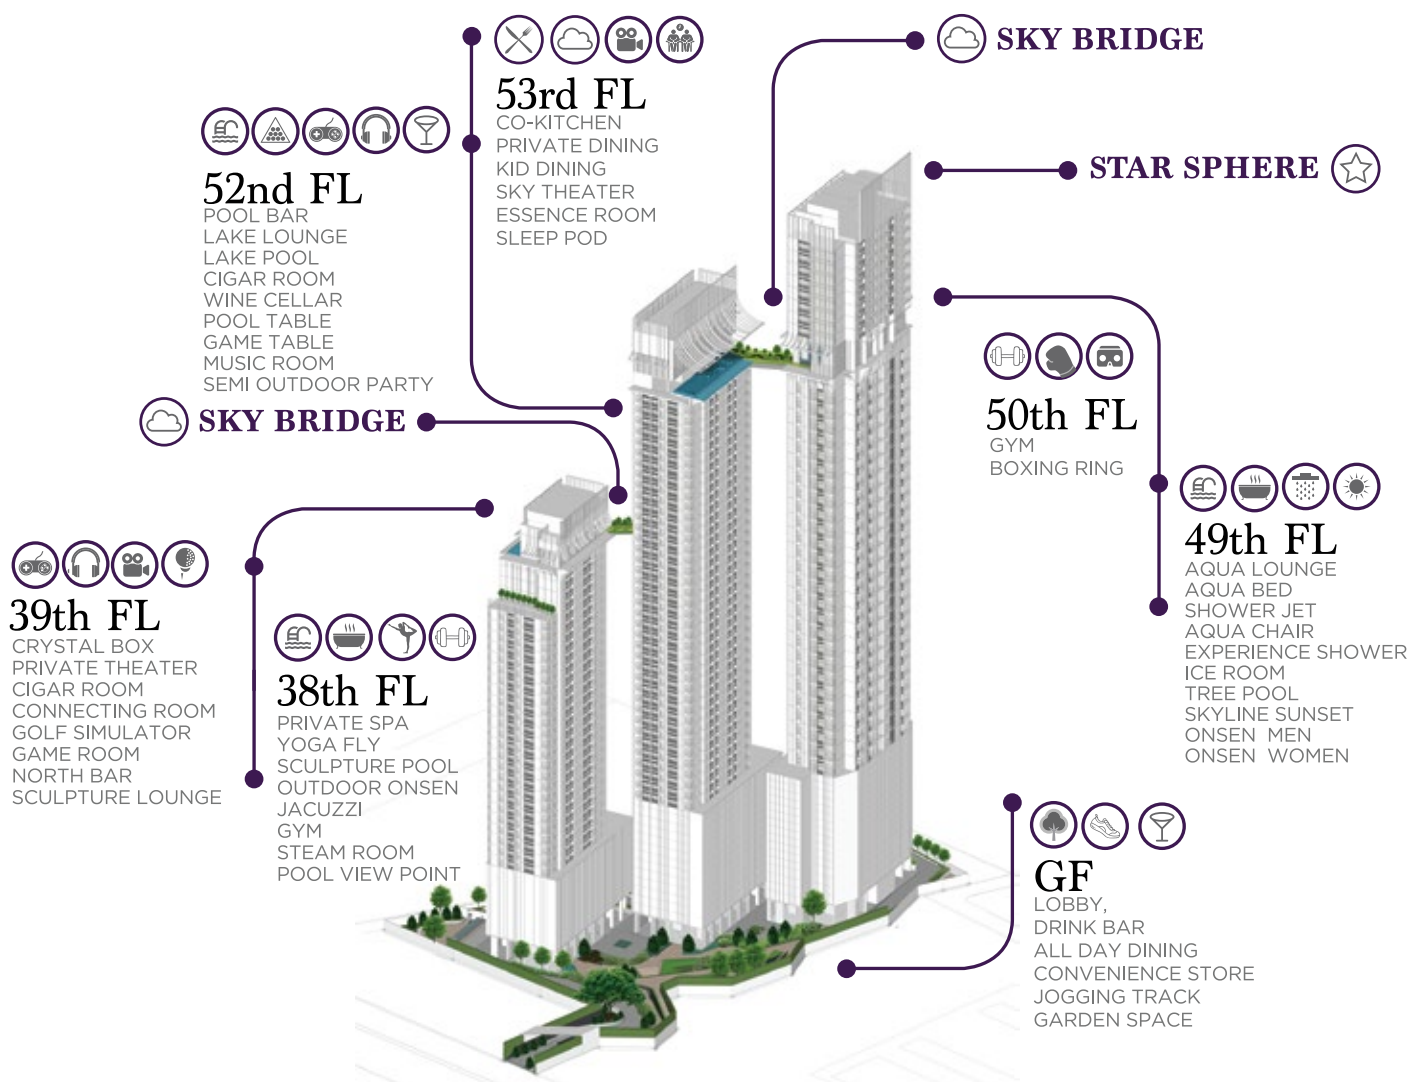 SKY BRIDGE
53rd FL
CO-KITCHEN
PRIVATE DINING
KID DINING
SKY THEATER
ESSENCE ROOM
SLEEP POD
52nd FL
POOL BAR
LAKE LOUNGE
LAKE POOL
CIGAR ROOM
WINE CELLAR
POOL TABLE
GAME TABLE
MUSIC ROOM
SEMI OUTDOOR PARTY
STAR SPHERE
SKY BRIDGE
50th FL
GYM
BOXING RING
49th FL
AQUA LOUNGE
AQUA BED
SHOWER JET
AQUA CHAIR
EXPERIENCE SHOWER
ICE ROOM
TREE POOL
SKYLINE SUNSET
ONSEN MEN
ONSEN WOMEN
39th FL
CRYSTAL BOX
PRIVATE THEATER
CIGAR ROOM
CONNECTING ROOM
GOLF SIMULATOR
GAME ROOM
NORTH BAR
SCULPTURE LOUNGE
38th FL
PRIVATE SPA
YOGA FLY
SCULPTURE POOL
OUTDOOR ONSEN
JACUZZI
GYM
STEAM ROOM
POOL VIEW POINT
GF
LOBBY,
DRINK BAR
ALL DAY DINING
CONVENIENCE STORE
JOGGING TRACK
GARDEN SPACE